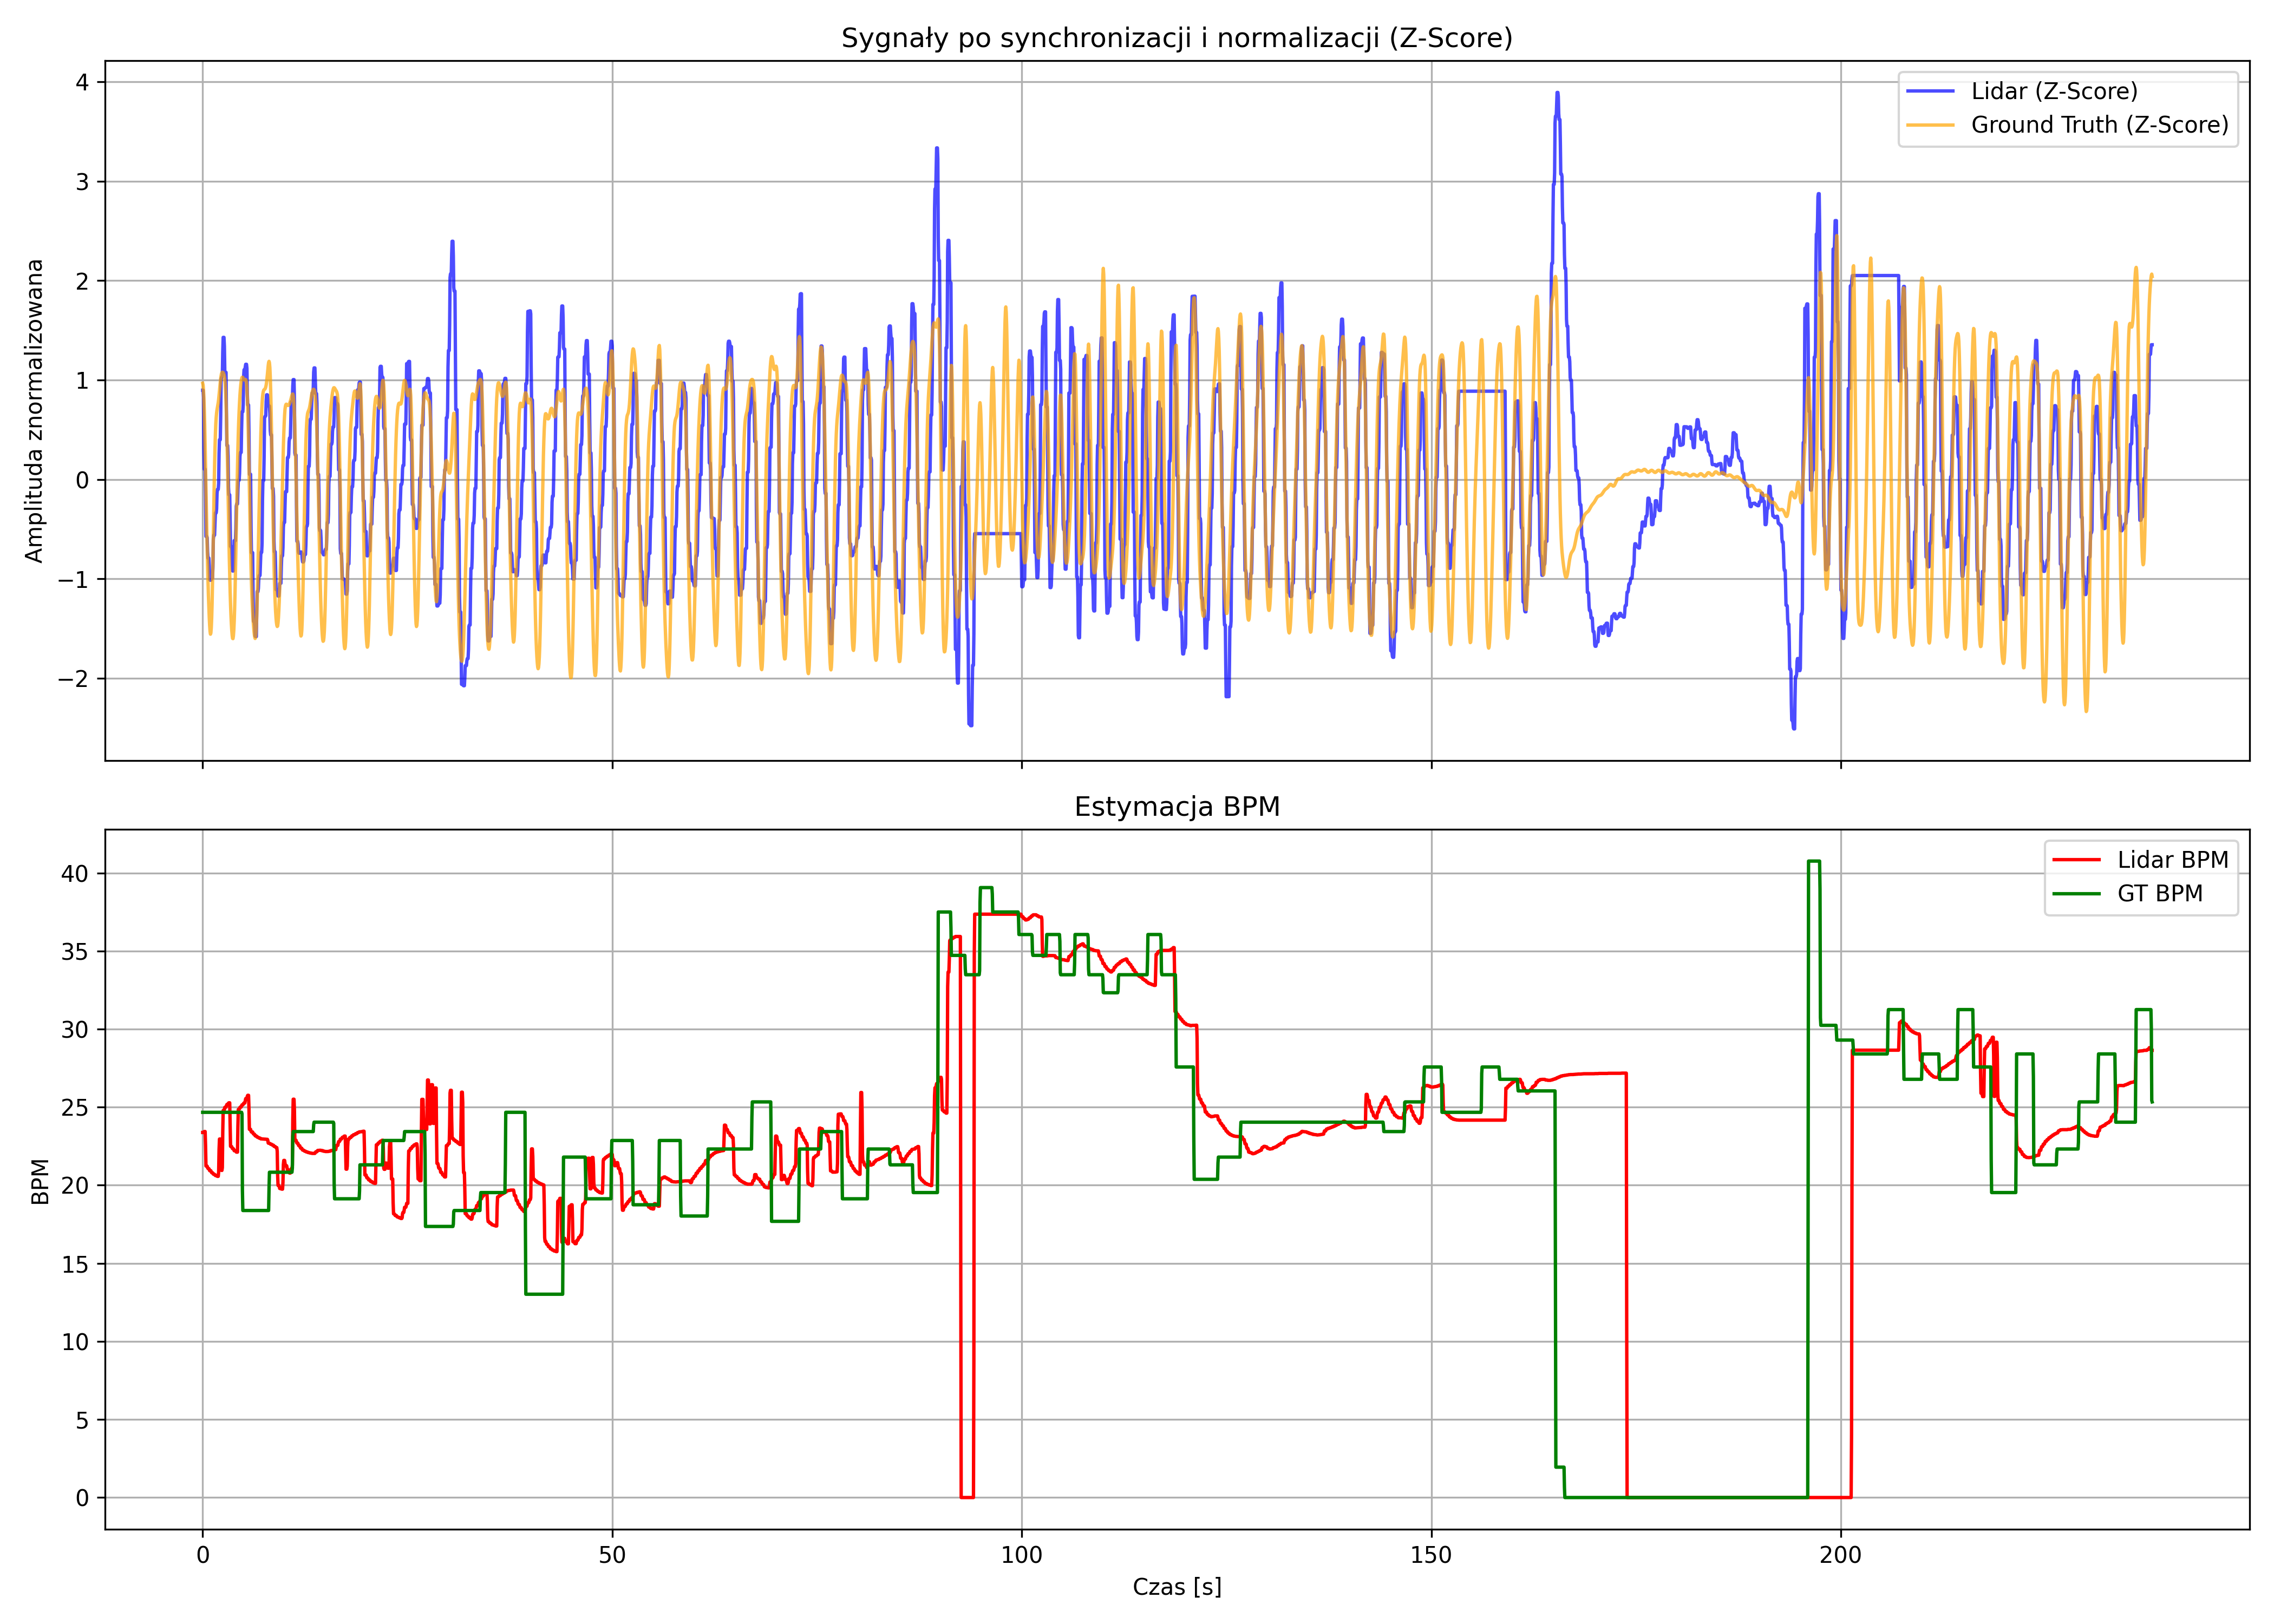 Sygnały po synchronizacji i normalizacji (Z-Score)
Amplituda znormalizowana
4
3
2
1
0
−1
−2
Lidar (Z-Score)
Ground Truth (Z-Score)
Estymacja BPM
BPM
40
35
30
25
20
15
10
5
0
Lidar BPM
GT BPM
0
50
100
150
200
Czas [s]